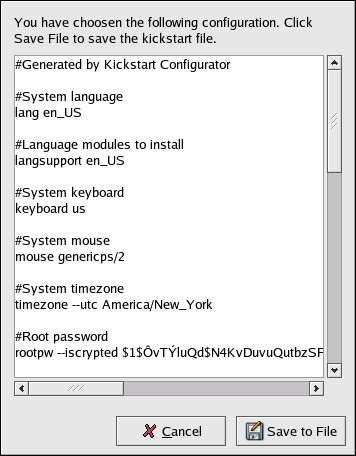 You have choosen the following configuration. Click
Save File to save the kickstart file.
#Generated by Kickstart Configurator
#System language
lang en_US
#Language modules to install
langsupport en_US
#System keyboard
keyboard us
#System mouse
mouse genericps/2
#System timezone
timezone --utc America/New_York
#Root password
rootpw --iscrypted $1$ÔvTÝluQd$N4KvDuvuQutbzSF
Cancel
Save to File